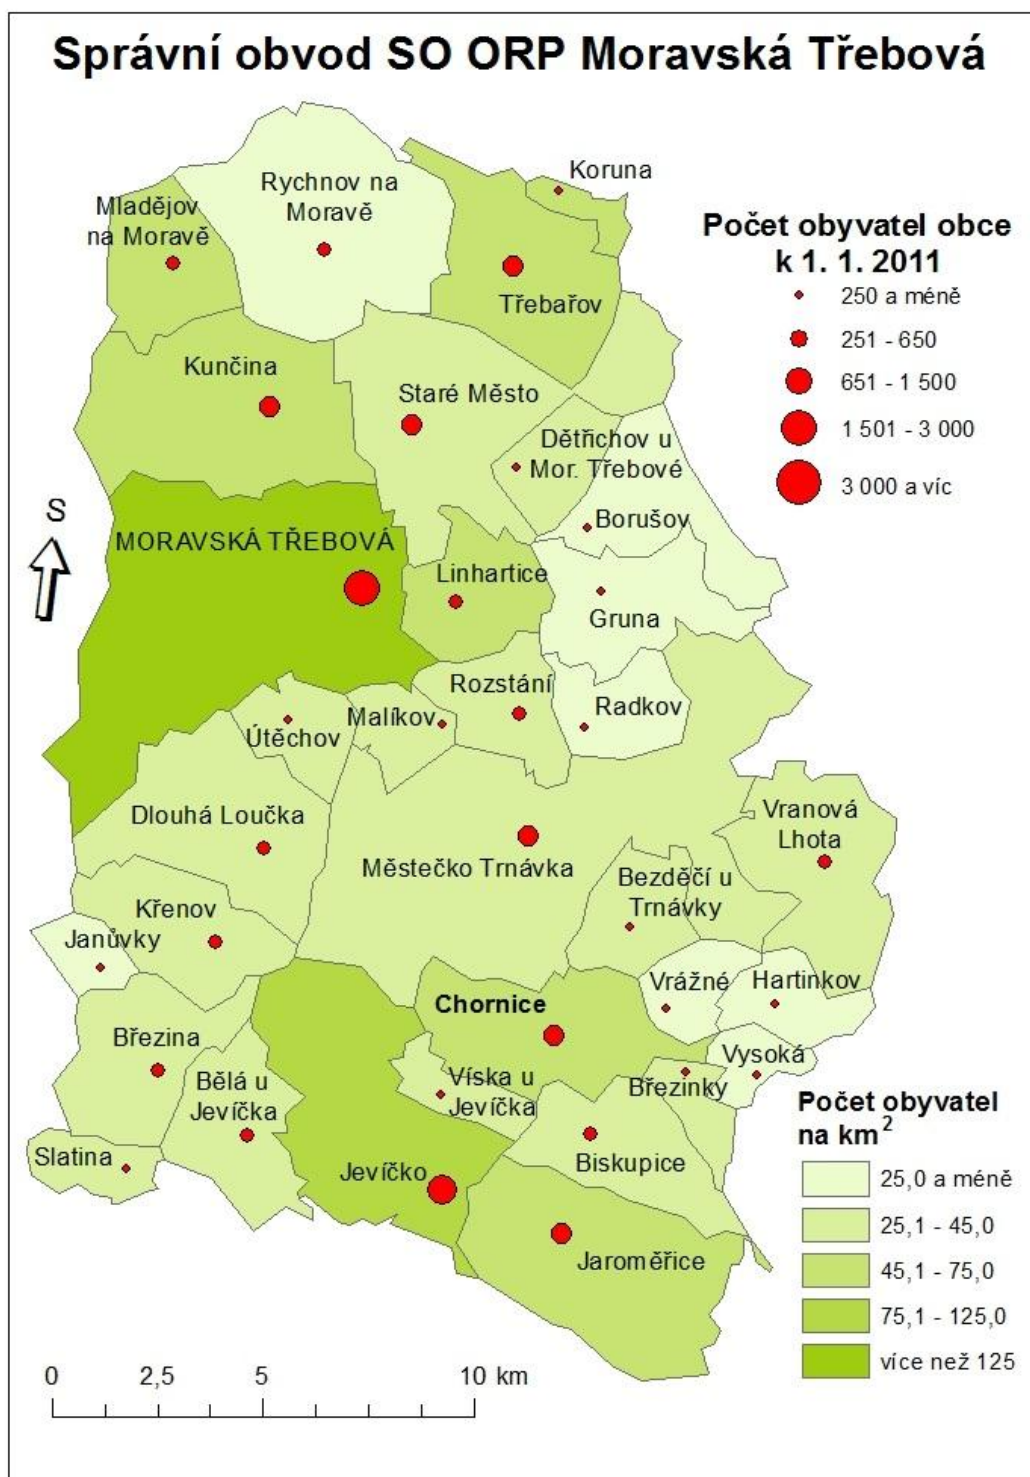 Správní obvod SO ORP Moravská Třebová
Koruna
Rychnov na
Moravě
Mladějov
na Moravě
Třebařov
Počet obyvatel obce
k 1. 1. 2011
250 a méně
251 - 650
651 - 1 500
1 501 - 3 000
3 000 a víc
Kunčina
Staré Město
Dětřichov u
Mor. Třebové
Borušov
S
MORAVSKÁ TŘEBOVÁ
Linhartice
Gruna
Rozstání
Radkov
Malíkov
Útěchov
Dlouhá Loučka
Vranová
Lhota
Městečko Trnávka
Bezděčí u
Trnávky
Křenov
Janůvky
Vrážné
Hartinkov
Chornice
Březina
Vysoká
Březinky
Víska u
Jevíčka
Bělá u
Jevíčka
Slatina
Biskupice
Jevíčko
Jaroměřice
Počet obyvatel
na km²
25,0 a méně
25,1 - 45,0
45,1 - 75,0
75,1 - 125,0
více než 125
0 2,5 5 10 km